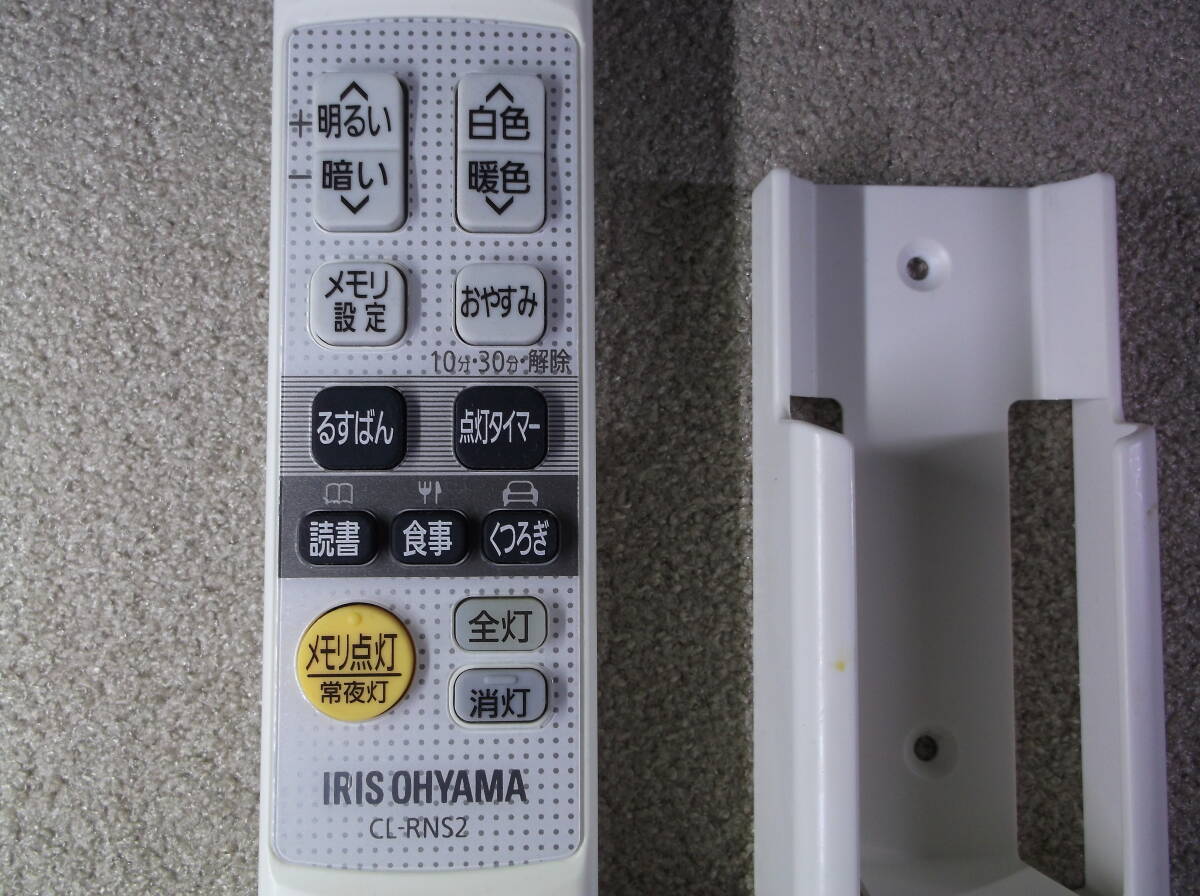 + 明るい
白色
- 暗い
暖色
メモリ
設定
おやすみ
10分・30分・解除
るすばん
点灯タイマー
読書
食事
くつろぎ
メモリ点灯
常夜灯
全灯
消灯
IRIS OHYAMA
CL-RNS2